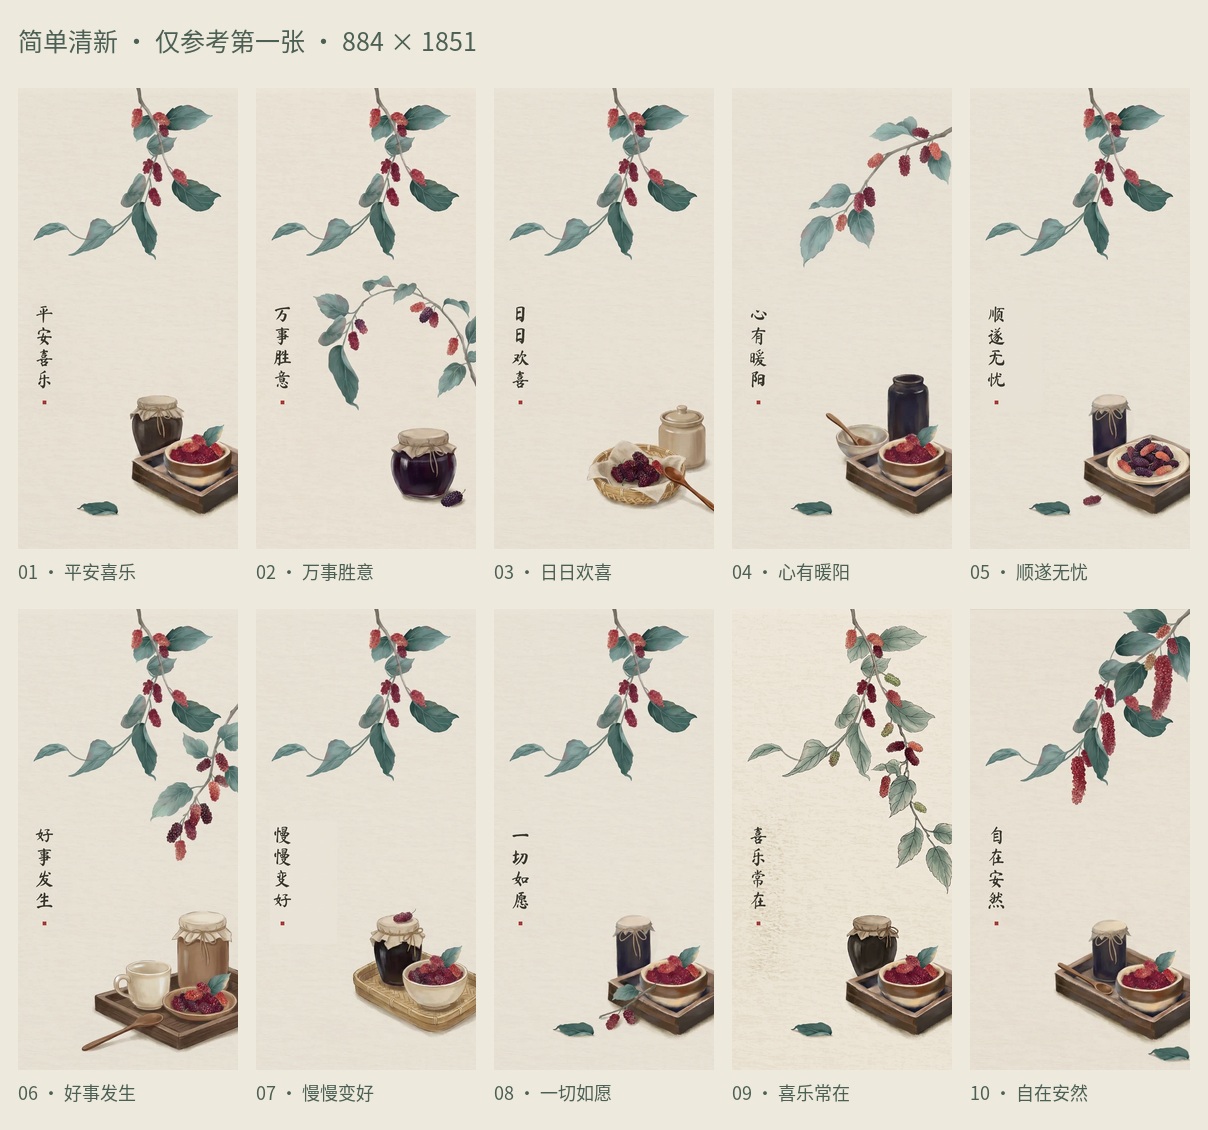 简单清新 • 仅参考第一张 • 884 × 1851
平安喜乐
万事胜意
日日欢喜
心有暖阳
顺遂无忧
01 • 平安喜乐
02 • 万事胜意
03 • 日日欢喜
04 • 心有暖阳
05 • 顺遂无忧
好事发生
慢慢变好
一切如愿
喜乐常在
自在安然
06 • 好事发生
07 • 慢慢变好
08 • 一切如愿
09 • 喜乐常在
10 • 自在安然